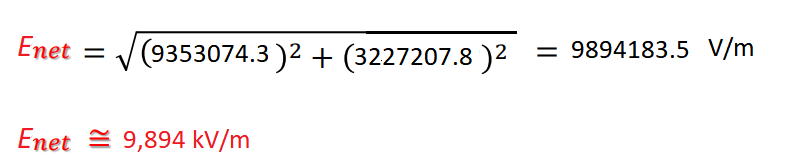 Enet = √(9353074.3 )² + (3227207.8 )² = 9894183.5 V/m
Enet ≅ 9,894 kV/m